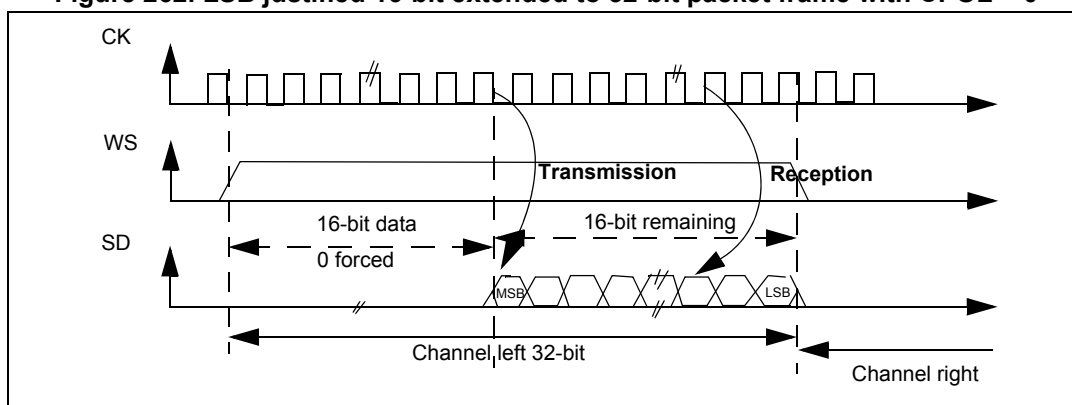 CK
WS
Transmission
Reception
16-bit data
16-bit remaining
SD
0 forced
MSB
LSB
Channel left 32-bit
Channel right